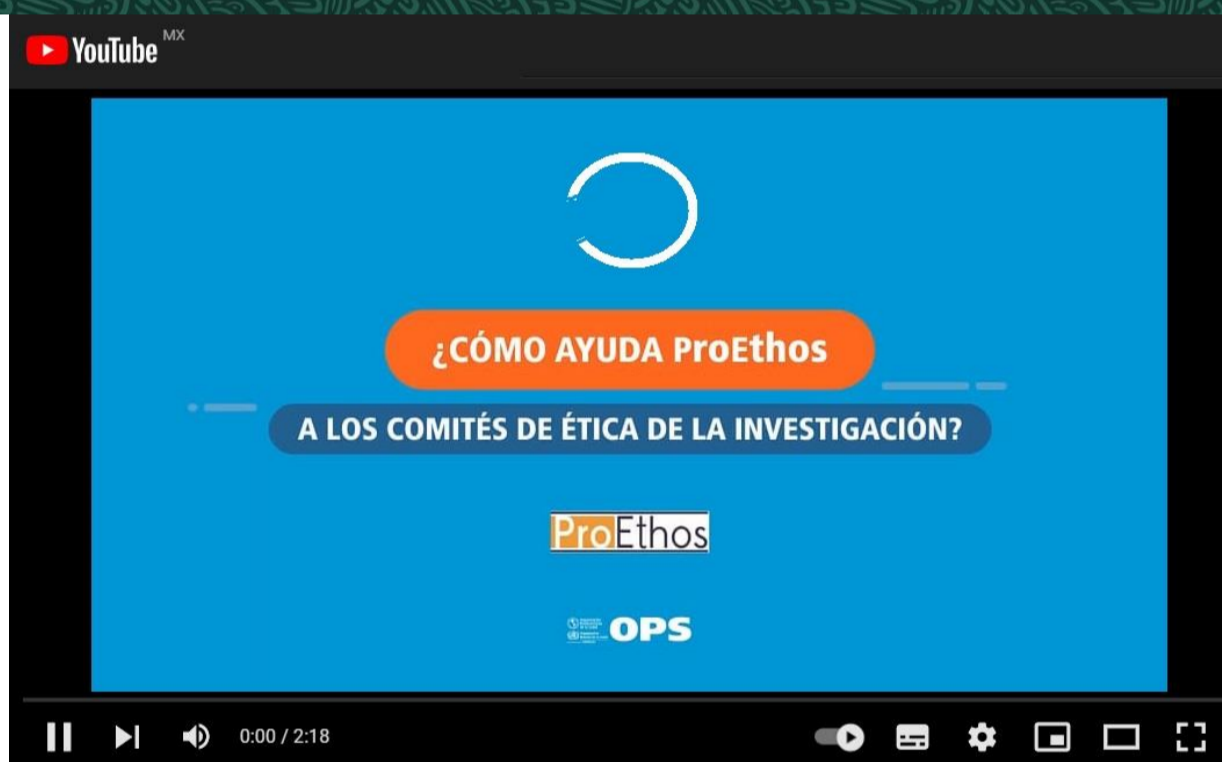 YouTube MX
¿CÓMO AYUDA ProEthos
A LOS COMITÉS DE ÉTICA DE LA INVESTIGACIÓN?
ProEthos
OPS
0:00 / 2:18